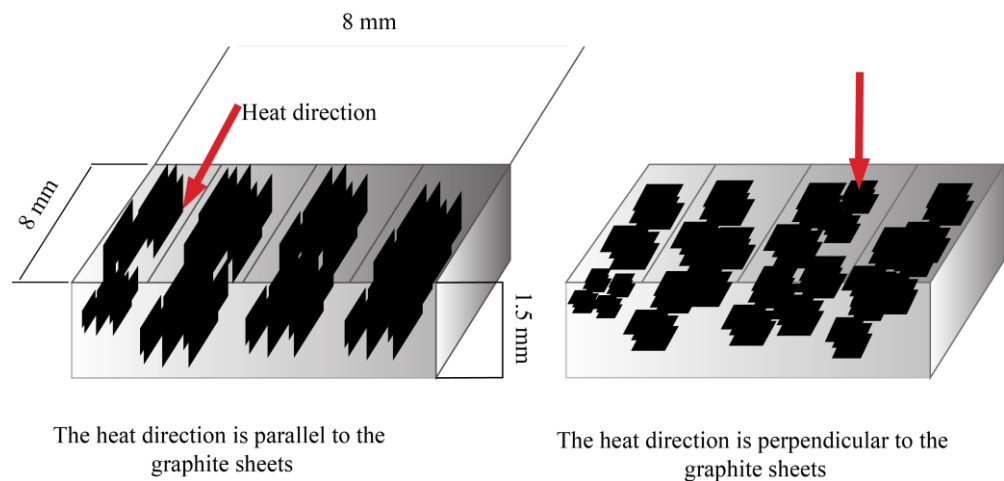 8 mm
Heat direction
8 mm
1.5 mm
The heat direction is parallel to the
graphite sheets
The heat direction is perpendicular to the
graphite sheets